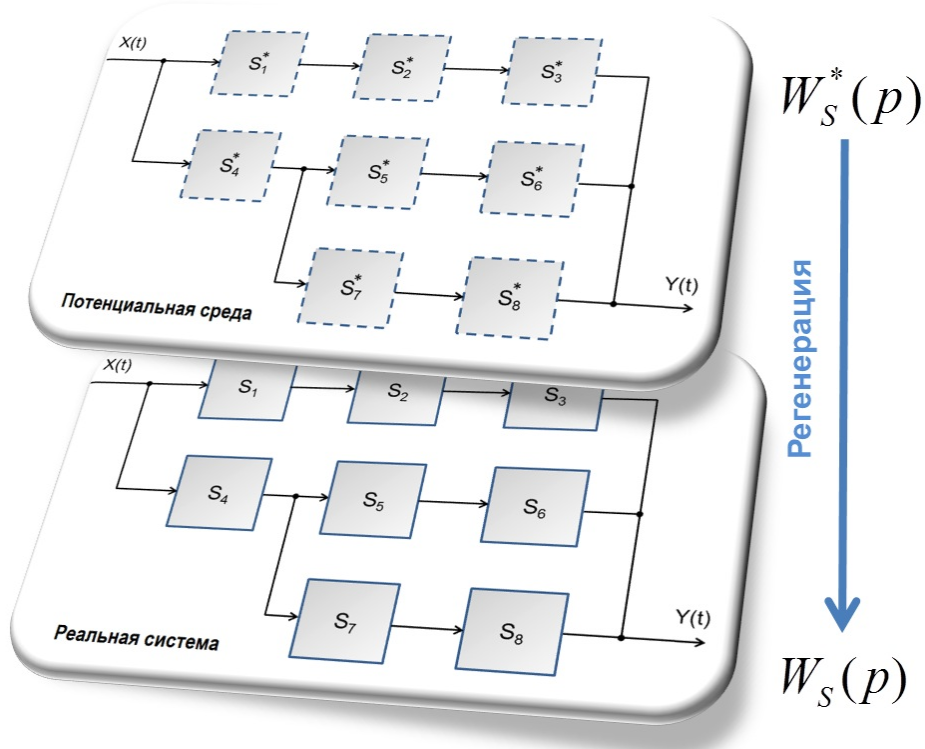 X(t)
S₁*
S₂*
S₃*
S₄*
S₅*
S₆*
S₇*
S₈*
Y(t)
Потенциальная среда
X(t)
S₁
S₂
S₃
S₄
S₅
S₆
S₇
S₈
Y(t)
Реальная система
W_S*(p)
Регенерация
W_S(p)